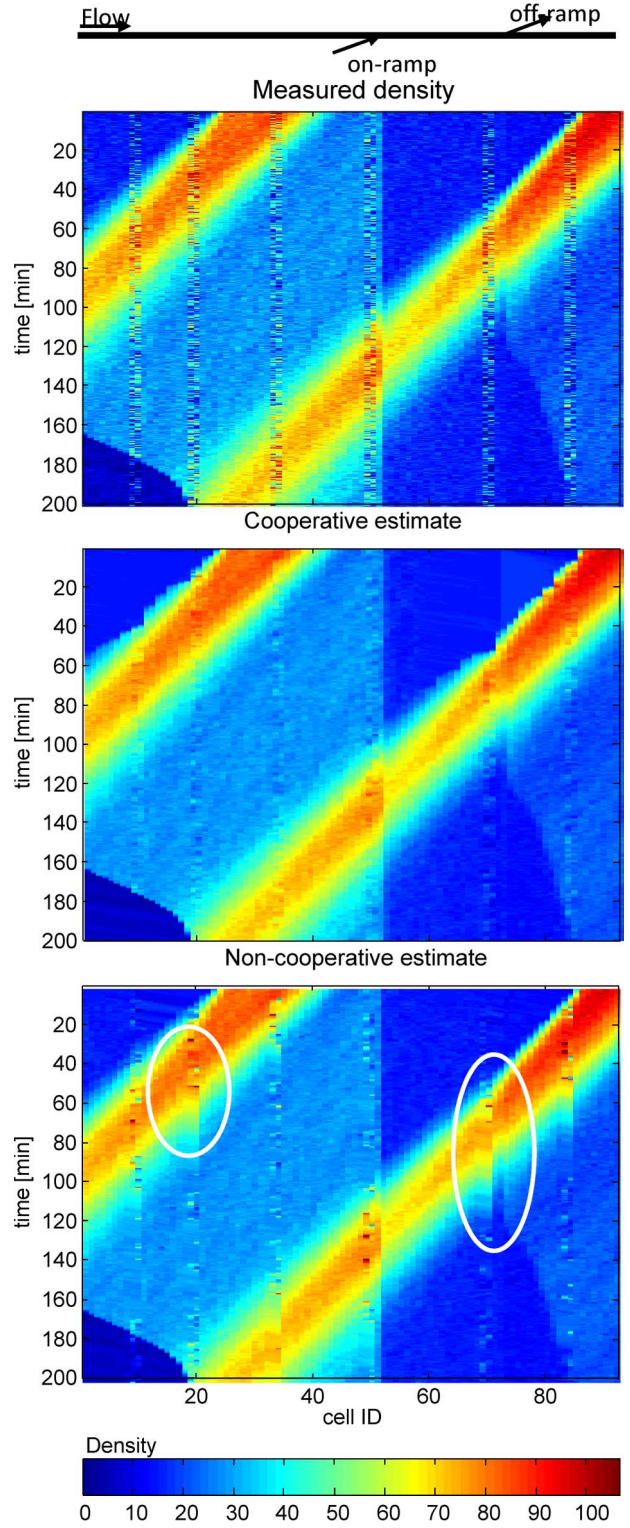 Flow
off-ramp
on-ramp
Measured density
20
40
60
80
100
120
140
160
180
200
time [min]
Cooperative estimate
0
20
40
60
80
100
120
140
160
180
200
time [min]
Non-cooperative estimate
20
40
60
80
100
120
140
160
180
200
time [min]
20 40 60 80
cell ID
Density
0 10 20 30 40 50 60 70 80 90 100